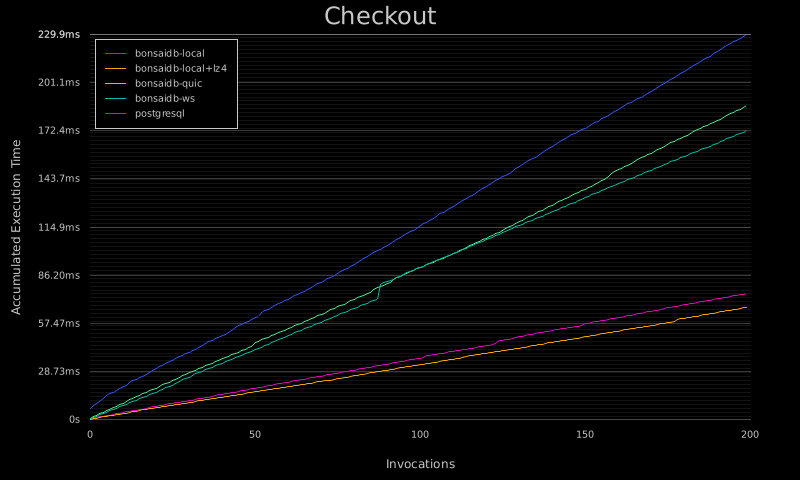 Checkout
229.9ms
201.1ms
172.4ms
143.7ms
114.9ms
86.20ms
57.47ms
28.73ms
0s
Accumulated Execution Time
bonsaidb-local
bonsaidb-local+lz4
bonsaidb-quic
bonsaidb-ws
postgresql
0 50 100 150 200
Invocations